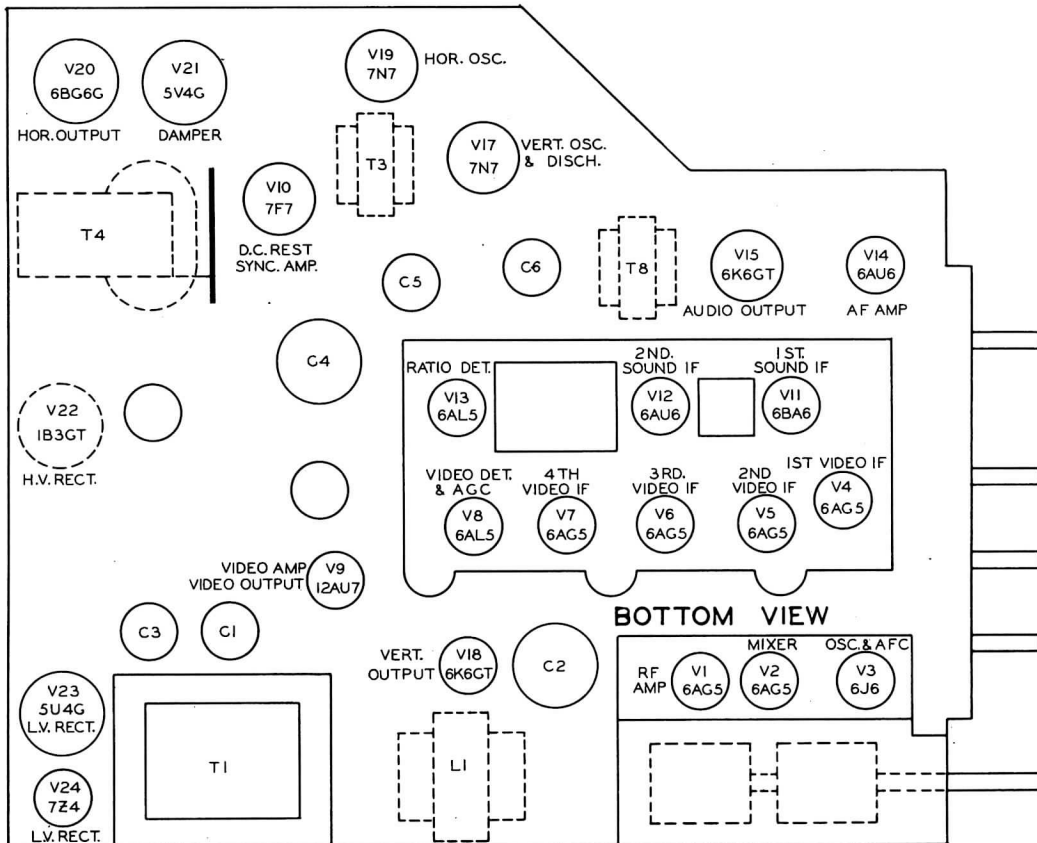 V20
6BG6G
HOR. OUTPUT
V21
5V4G
DAMPER
V19
7N7
HOR. OSC.
V17
7N7
VERT. OSC.
& DISCH.
T3
V10
7F7
D.C. REST
SYNC. AMP.
T4
C5
C6
T8
V15
6K6GT
AUDIO OUTPUT
V14
6AU6
AF AMP
C4
V22
1B3GT
H.V. RECT.
RATIO DET.
V13
6AL5
2ND.
SOUND IF
V12
6AU6
1ST.
SOUND IF
V11
6BA6
VIDEO DET.
& AGC
V8
6AL5
4TH
VIDEO IF
V7
6AG5
3RD.
VIDEO IF
V6
6AG5
2ND
VIDEO IF
V5
6AG5
1ST VIDEO IF
V4
6AG5
VIDEO AMP
VIDEO OUTPUT
V9
12AU7
BOTTOM VIEW
C3
C1
VERT.
OUTPUT
V18
6K6GT
C2
RF
AMP
V1
6AG5
MIXER
V2
6AG5
OSC. & AFC
V3
6J6
V23
5U4G
L.V. RECT.
T1
L1
V24
7Z4
L.V. RECT.